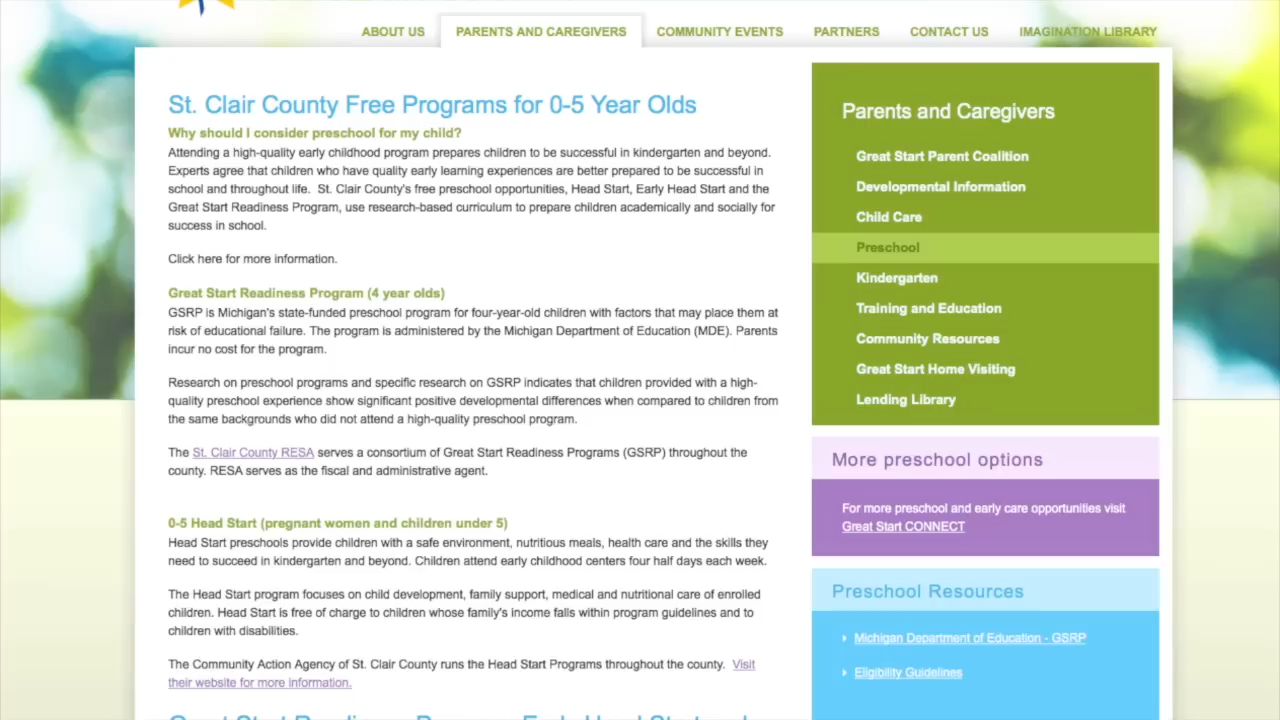 ABOUT US
PARENTS AND CAREGIVERS
COMMUNITY EVENTS
PARTNERS
CONTACT US
IMAGINATION LIBRARY
St. Clair County Free Programs for 0-5 Year Olds
Why should I consider preschool for my child?
Attending a high-quality early childhood program prepares children to be successful in kindergarten and beyond.
Experts agree that children who have quality early learning experiences are better prepared to be successful in
school and throughout life. St. Clair County's free preschool opportunities, Head Start, Early Head Start and the
Great Start Readiness Program, use research-based curriculum to prepare children academically and socially for
success in school.
Click here for more information.
Great Start Readiness Program (4 year olds)
GSRP is Michigan's state-funded preschool program for four-year-old children with factors that may place them at
risk of educational failure. The program is administered by the Michigan Department of Education (MDE). Parents
incur no cost for the program.
Research on preschool programs and specific research on GSRP indicates that children provided with a high-
quality preschool experience show significant positive developmental differences when compared to children from
the same backgrounds who did not attend a high-quality preschool program.
The St. Clair County RESA serves a consortium of Great Start Readiness Programs (GSRP) throughout the
county. RESA serves as the fiscal and administrative agent.
0-5 Head Start (pregnant women and children under 5)
Head Start preschools provide children with a safe environment, nutritious meals, health care and the skills they
need to succeed in kindergarten and beyond. Children attend early childhood centers four half days each week.
The Head Start program focuses on child development, family support, medical and nutritional care of enrolled
children. Head Start is free of charge to children whose family's income falls within program guidelines and to
children with disabilities.
The Community Action Agency of St. Clair County runs the Head Start Programs throughout the county. Visit
their website for more information.
Great Start Readiness Program, Early Head Start and
Parents and Caregivers
Great Start Parent Coalition
Developmental Information
Child Care
Preschool
Kindergarten
Training and Education
Community Resources
Great Start Home Visiting
Lending Library
More preschool options
For more preschool and early care opportunities visit
Great Start CONNECT
Preschool Resources
Michigan Department of Education - GSRP
Eligibility Guidelines